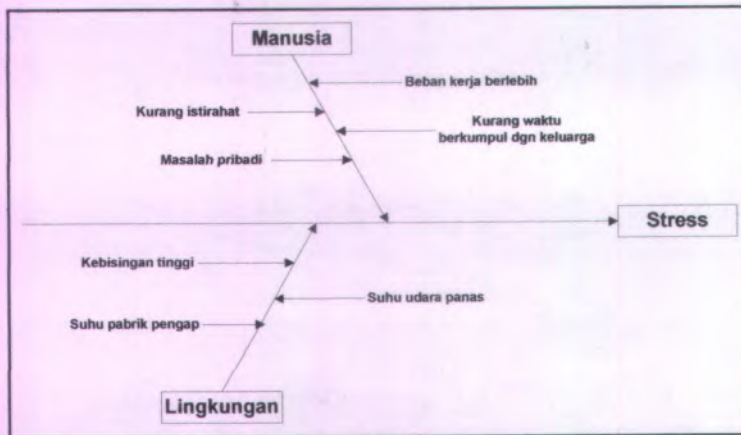 Manusia
Beban kerja berlebih
Kurang istirahat
Kurang waktu
berkumpul dgn keluarga
Masalah pribadi
Stress
Kebisingan tinggi
Suhu udara panas
Suhu pabrik pengap
Lingkungan